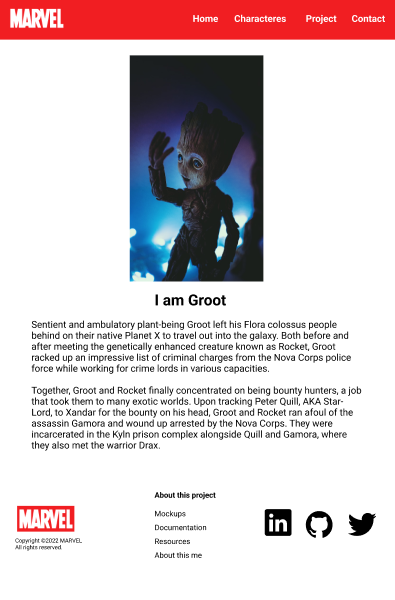 MARVEL
Home Characteres Project Contact
I am Groot
Sentient and ambulatory plant-being Groot left his Flora colossus people
behind on their native Planet X to travel out into the galaxy. Both before and
after meeting the genetically enhanced creature known as Rocket, Groot
racked up an impressive list of criminal charges from the Nova Corps police
force while working for crime lords in various capacities.
Together, Groot and Rocket finally concentrated on being bounty hunters, a job
that took them to many exotic worlds. Upon tracking Peter Quill, AKA Star-
Lord, to Xandar for the bounty on his head, Groot and Rocket ran afoul of the
assassin Gamora and wound up arrested by the Nova Corps. They were
incarcerated in the Kyln prison complex alongside Quill and Gamora, where
they also met the warrior Drax.
MARVEL
Copyright ©2022 MARVEL
All rights reserved.
About this project
Mockups
Documentation
Resources
About this me
in